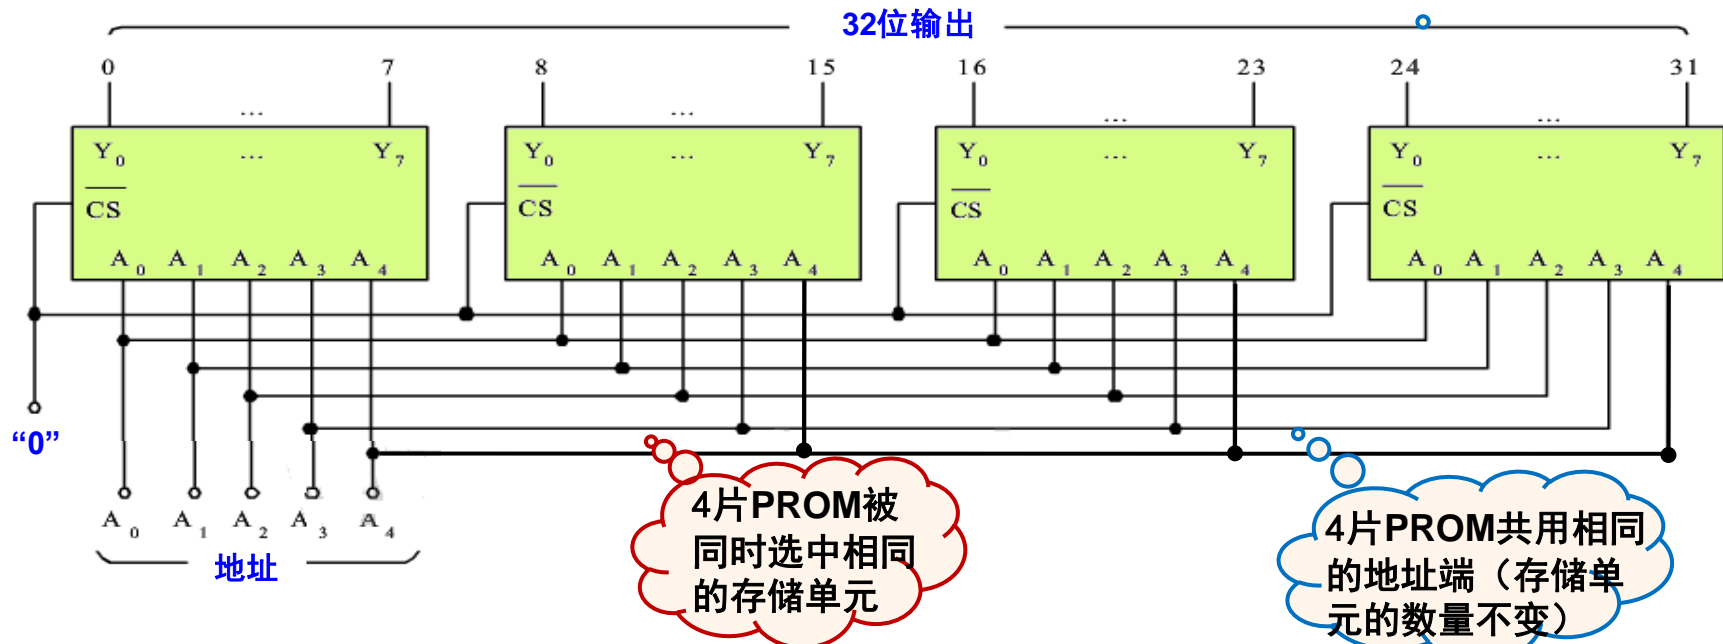 32位输出
0 7 8 15 16 23 24 31
... ... ... ...
Y0 ... Y7 Y0 ... Y7 Y0 ... Y7 Y0 ... Y7
CS CS CS CS
A0 A1 A2 A3 A4 A0 A1 A2 A3 A4 A0 A1 A2 A3 A4 A0 A1 A2 A3 A4
“0”
A0 A1 A2 A3 A4
地址
4片PROM被
同时选中相同
的存储单元
4片PROM共用相同
的地址端（存储单
元的数量不变）